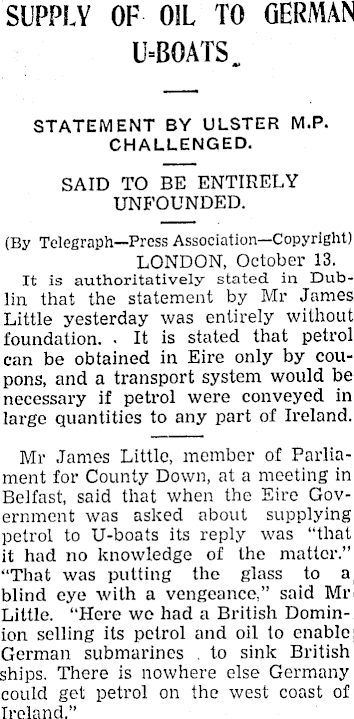 SUPPLY OF OIL TO GERMAN
U-BOATS.
STATEMENT BY ULSTER M.P.
CHALLENGED.
SAID TO BE ENTIRELY
UNFOUNDED.
(By Telegraph—Press Association—Copyright)
LONDON, October 13.
It is authoritatively stated in Dub-
lin that the statement by Mr James
Little yesterday was entirely without
foundation. . It is stated that petrol
can be obtained in Eire only by cou-
pons, and a transport system would be
necessary if petrol were conveyed in
large quantities to any part of Ireland.
Mr James Little, member of Parlia-
ment for County Down, at a meeting in
Belfast, said that when the Eire Gov-
ernment was asked about supplying
petrol to U-boats its reply was "that
it had no knowledge of the matter."
"That was putting the glass to a
blind eye with a vengeance," said Mr
Little. "Here we had a British Domin-
ion selling its petrol and oil to enable
German submarines . to sink British
ships. There is nowhere else Germany
could get petrol on the west coast of
Ireland."